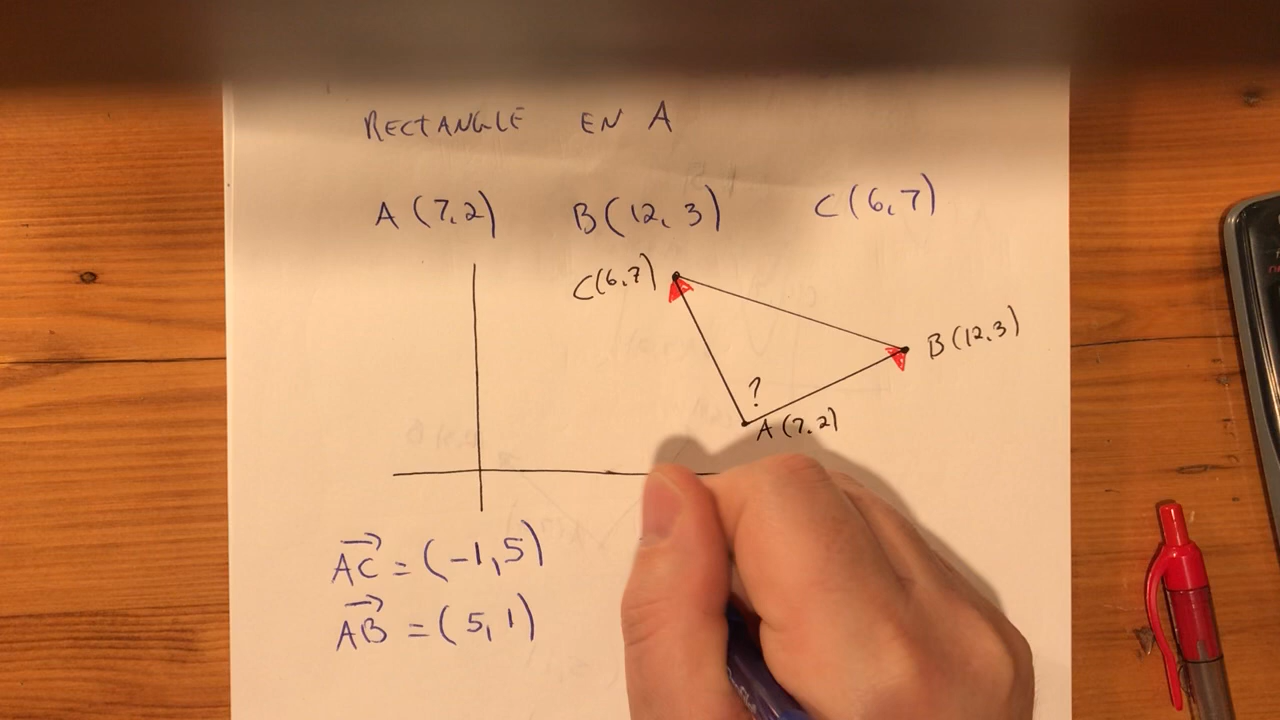 RECTANGLE EN A
A(7,2) B(12,3) C(6,7)
C(6,7)
B(12,3)
?
A(7,2)
AC = (-1,5)
AB = (5,1)